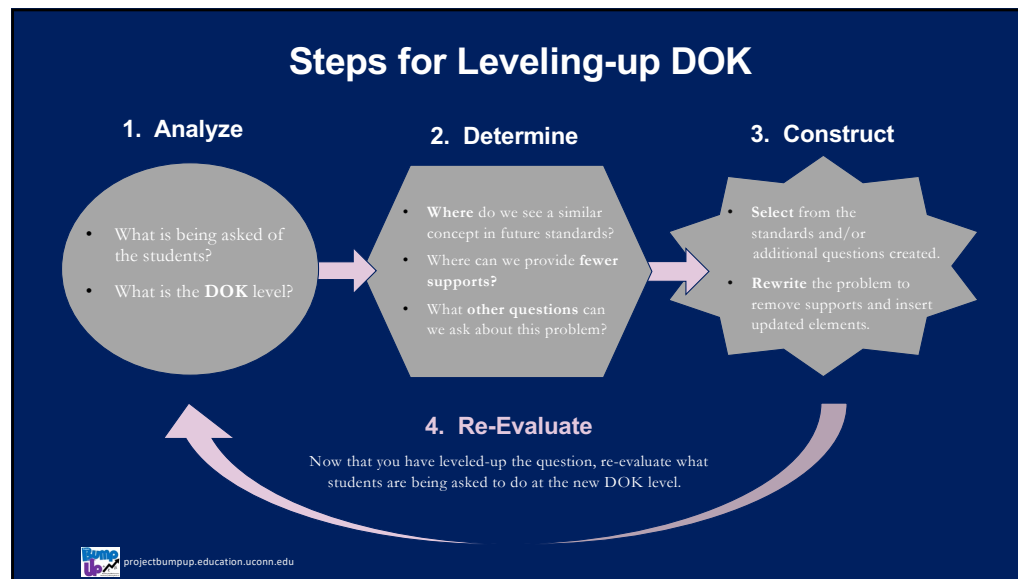 Steps for Leveling-up DOK
1. Analyze
• What is being asked of
the students?
• What is the DOK level?
2. Determine
• Where do we see a similar
concept in future standards?
• Where can we provide fewer
supports?
• What other questions can
we ask about this problem?
3. Construct
• Select from the
standards and/or
additional questions created.
• Rewrite the problem to
remove supports and insert
updated elements.
4. Re-Evaluate
Now that you have leveled-up the question, re-evaluate what
students are being asked to do at the new DOK level.
Bump
Up
projectbumpup.education.uconn.edu